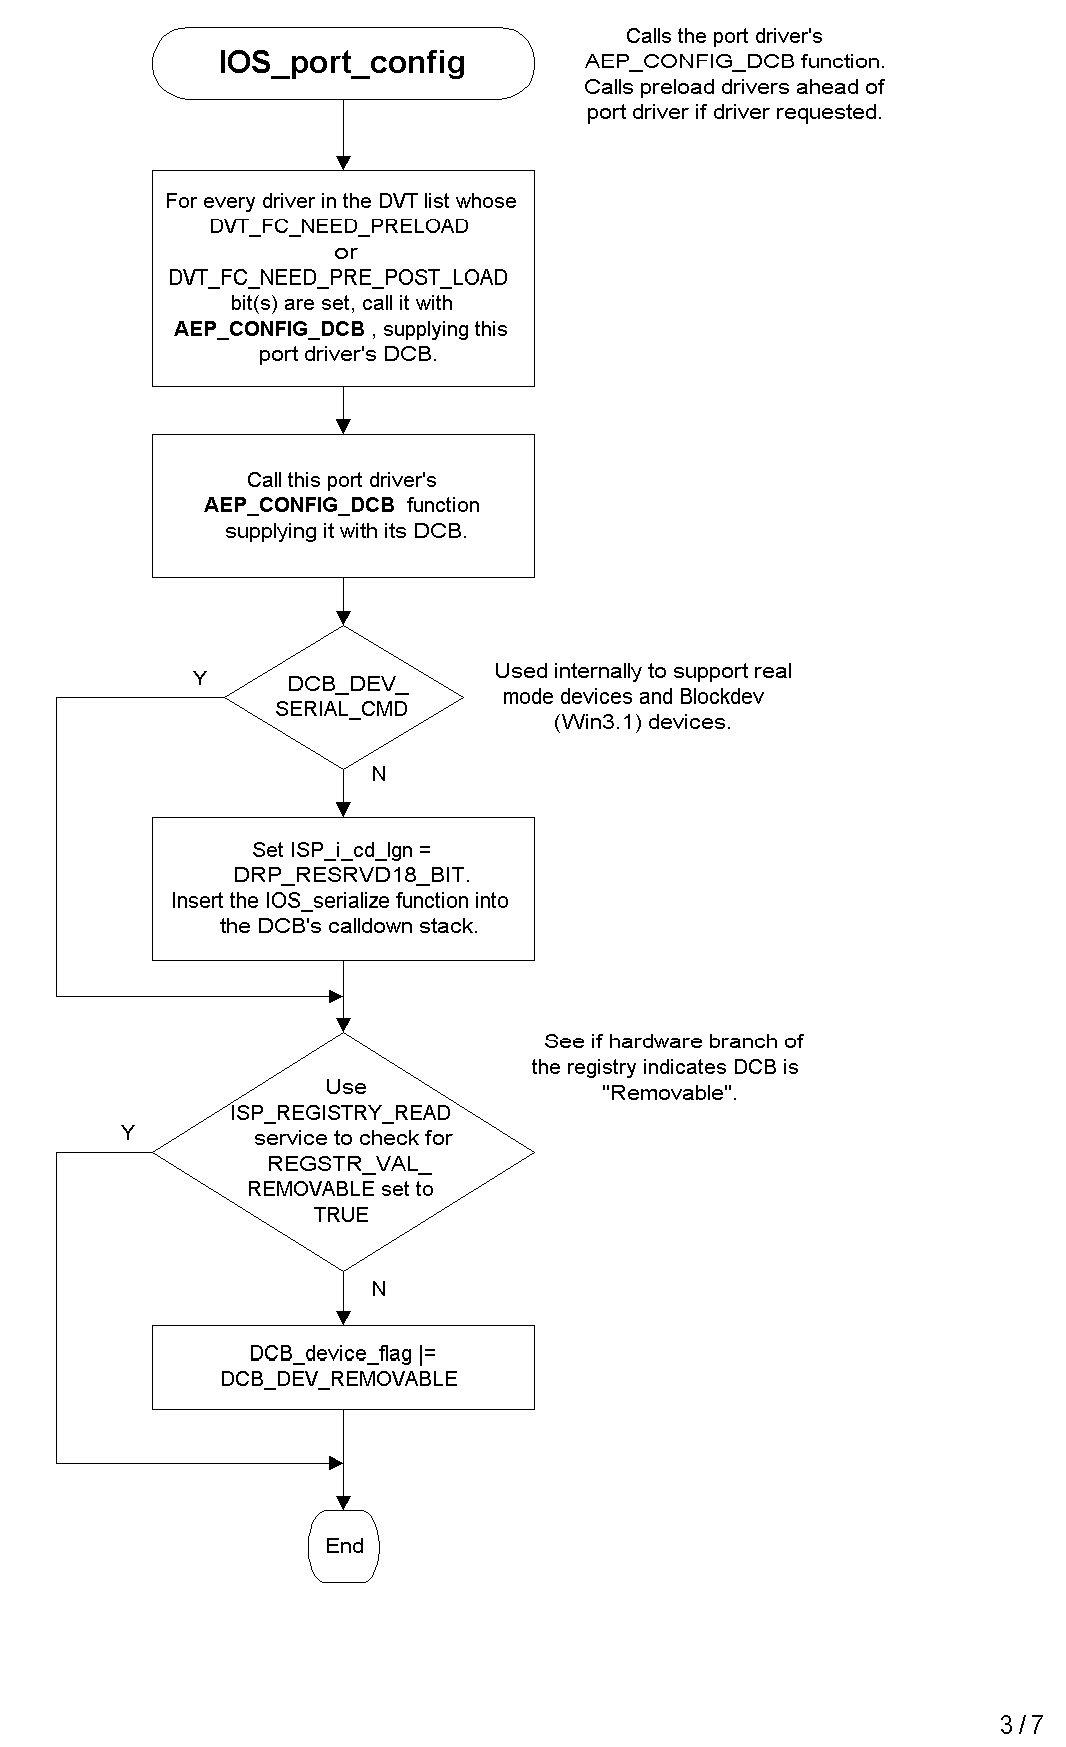 IOS_port_config
Calls the port driver's
AEP_CONFIG_DCB function.
Calls preload drivers ahead of
port driver if driver requested.
For every driver in the DVT list whose
DVT_FC_NEED_PRELOAD
or
DVT_FC_NEED_PRE_POST_LOAD
bit(s) are set, call it with
AEP_CONFIG_DCB , supplying this
port driver's DCB.
Call this port driver's
AEP_CONFIG_DCB function
supplying it with its DCB.
Y
DCB_DEV_
SERIAL_CMD
Used internally to support real
mode devices and Blockdev
(Win3.1) devices.
N
Set ISP_i_cd_lgn =
DRP_RESRVD18_BIT.
Insert the IOS_serialize function into
the DCB's calldown stack.
See if hardware branch of
the registry indicates DCB is
"Removable".
Y
Use
ISP_REGISTRY_READ
service to check for
REGSTR_VAL_
REMOVABLE set to
TRUE
N
DCB_device_flag |=
DCB_DEV_REMOVABLE
End
3 / 7